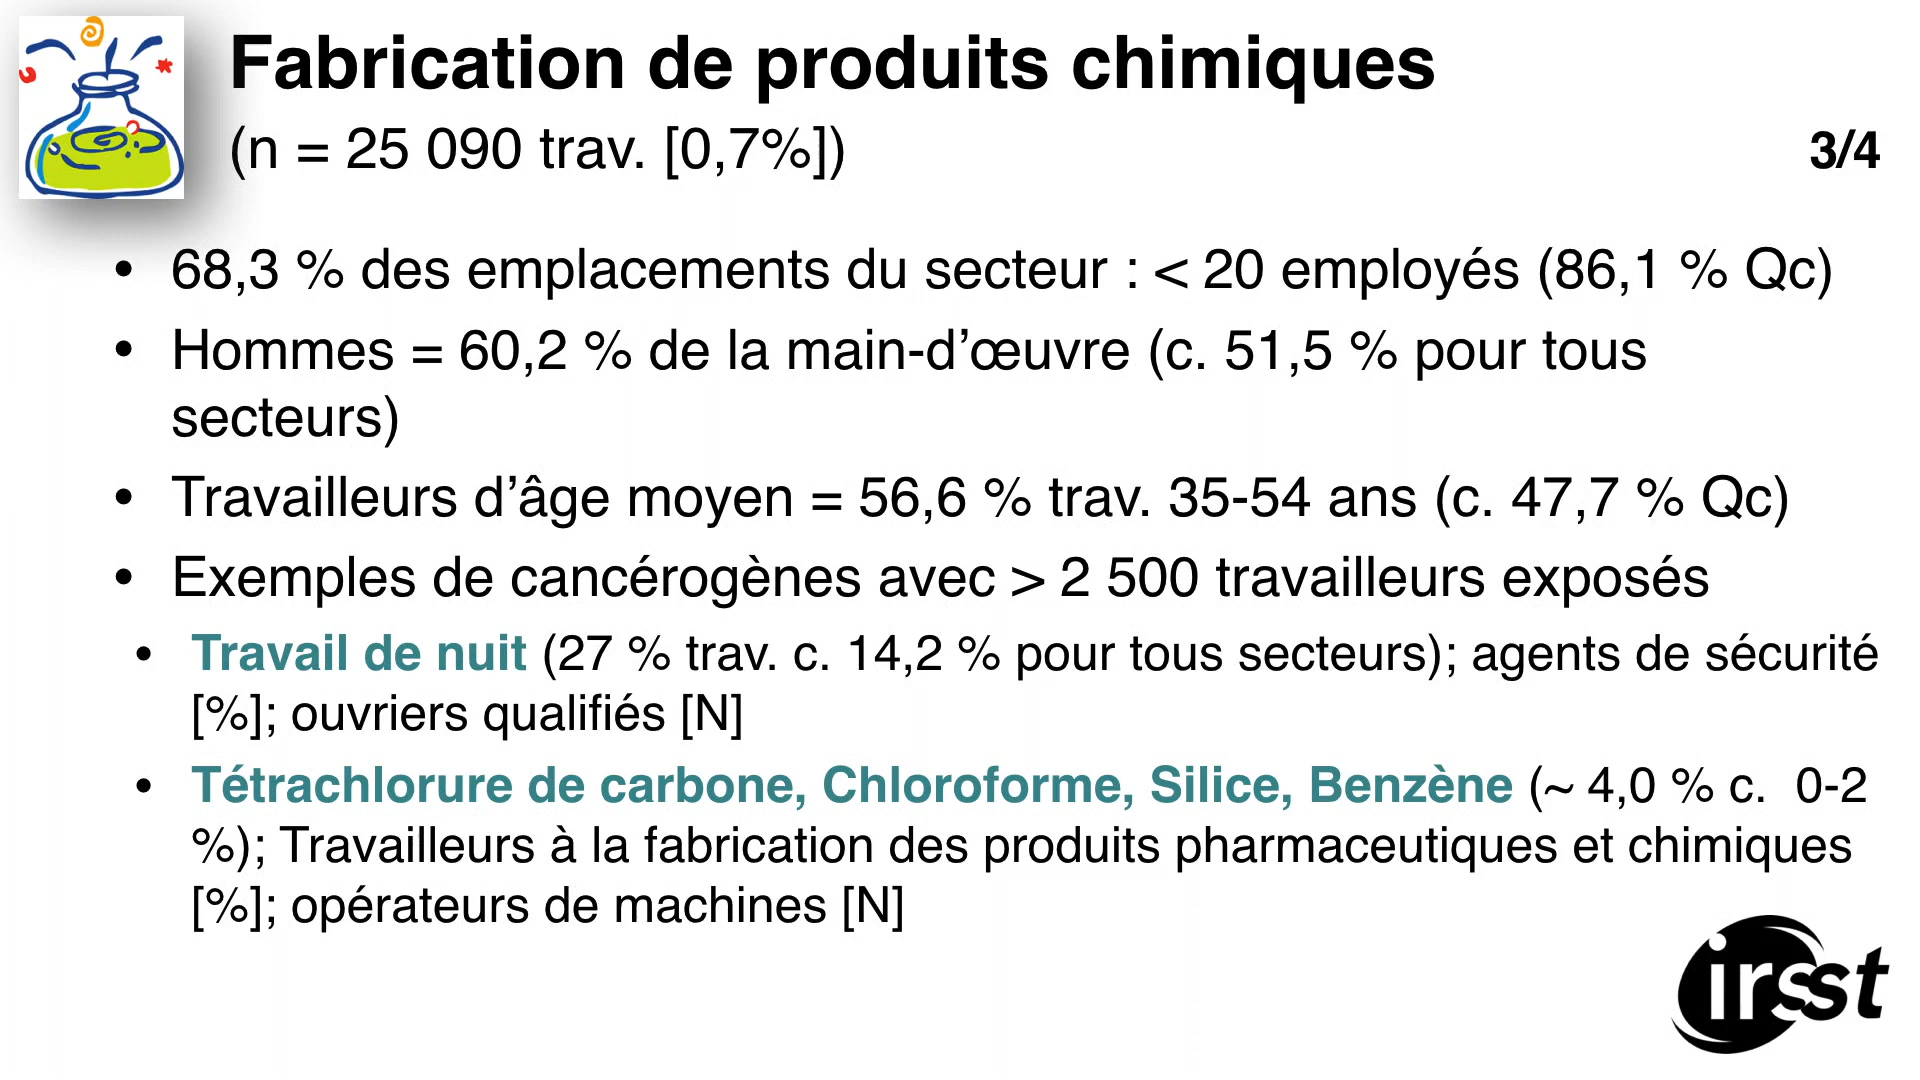 Fabrication de produits chimiques
(n = 25 090 trav. [0,7%])
3/4
• 68,3 % des emplacements du secteur : < 20 employés (86,1 % Qc)
• Hommes = 60,2 % de la main-d’œuvre (c. 51,5 % pour tous
secteurs)
• Travailleurs d’âge moyen = 56,6 % trav. 35-54 ans (c. 47,7 % Qc)
• Exemples de cancérogènes avec > 2 500 travailleurs exposés
• Travail de nuit (27 % trav. c. 14,2 % pour tous secteurs); agents de sécurité
[%]; ouvriers qualifiés [N]
• Tétrachlorure de carbone, Chloroforme, Silice, Benzène (~ 4,0 % c.  0-2
%); Travailleurs à la fabrication des produits pharmaceutiques et chimiques
[%]; opérateurs de machines [N]
irsst